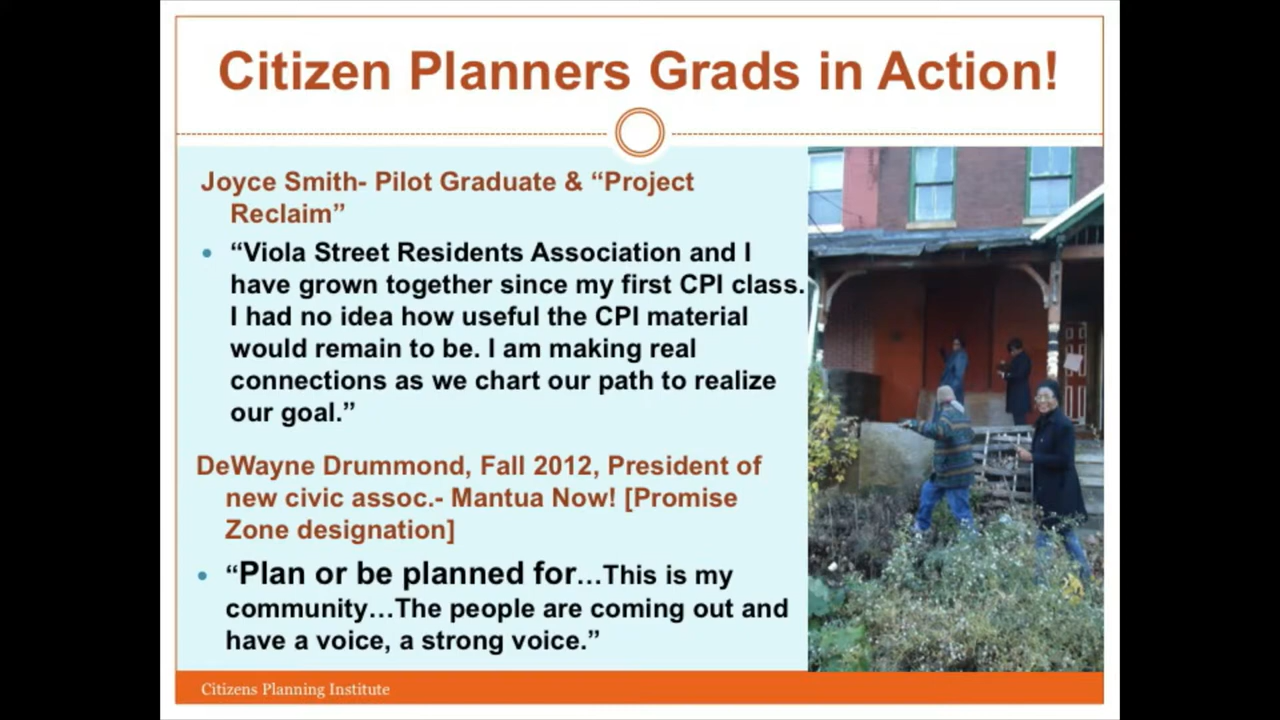 Citizen Planners Grads in Action!
Joyce Smith- Pilot Graduate & “Project
Reclaim”
• “Viola Street Residents Association and I
have grown together since my first CPI class.
I had no idea how useful the CPI material
would remain to be. I am making real
connections as we chart our path to realize
our goal.”
DeWayne Drummond, Fall 2012, President of
new civic assoc.- Mantua Now! [Promise
Zone designation]
• “Plan or be planned for…This is my
community…The people are coming out and
have a voice, a strong voice.”
Citizens Planning Institute